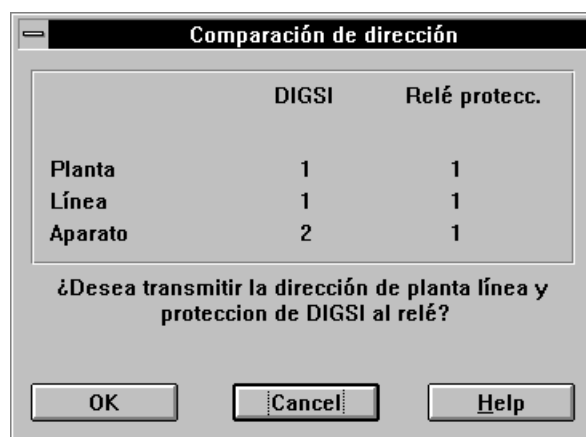 Comparación de dirección
DIGSI Relé protecc.
Planta 1 1
Línea 1 1
Aparato 2 1
¿Desea transmitir la dirección de planta línea y
proteccion de DIGSI al relé?
OK Cancel Help